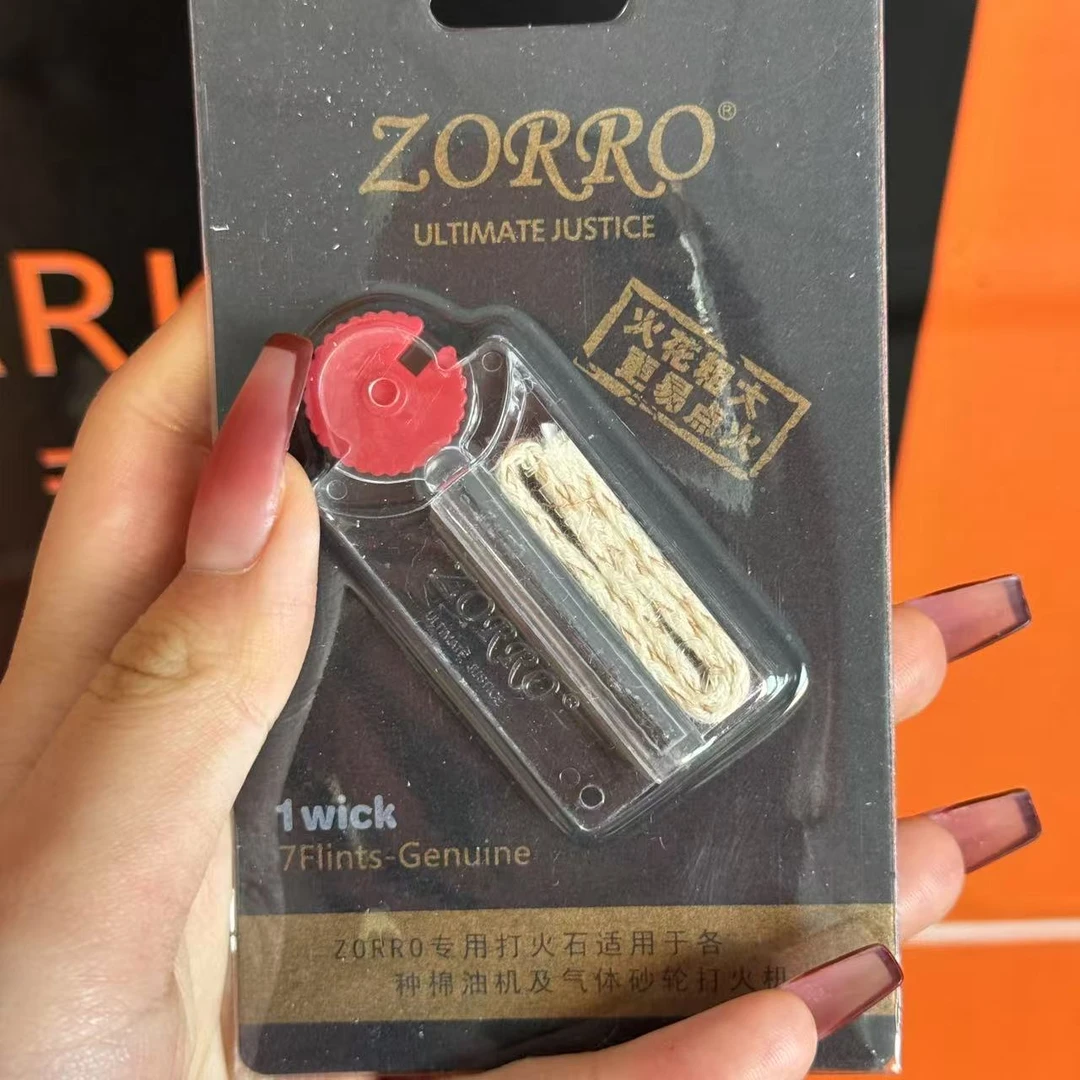 ZORRO®
ULTIMATE JUSTICE
火花粗大
更易点火
ZORRO®
ULTIMATE JUSTICE
1 wick
7Flints-Genuine
ZORRO专用打火石适用于各
种棉油机及气体砂轮打火机